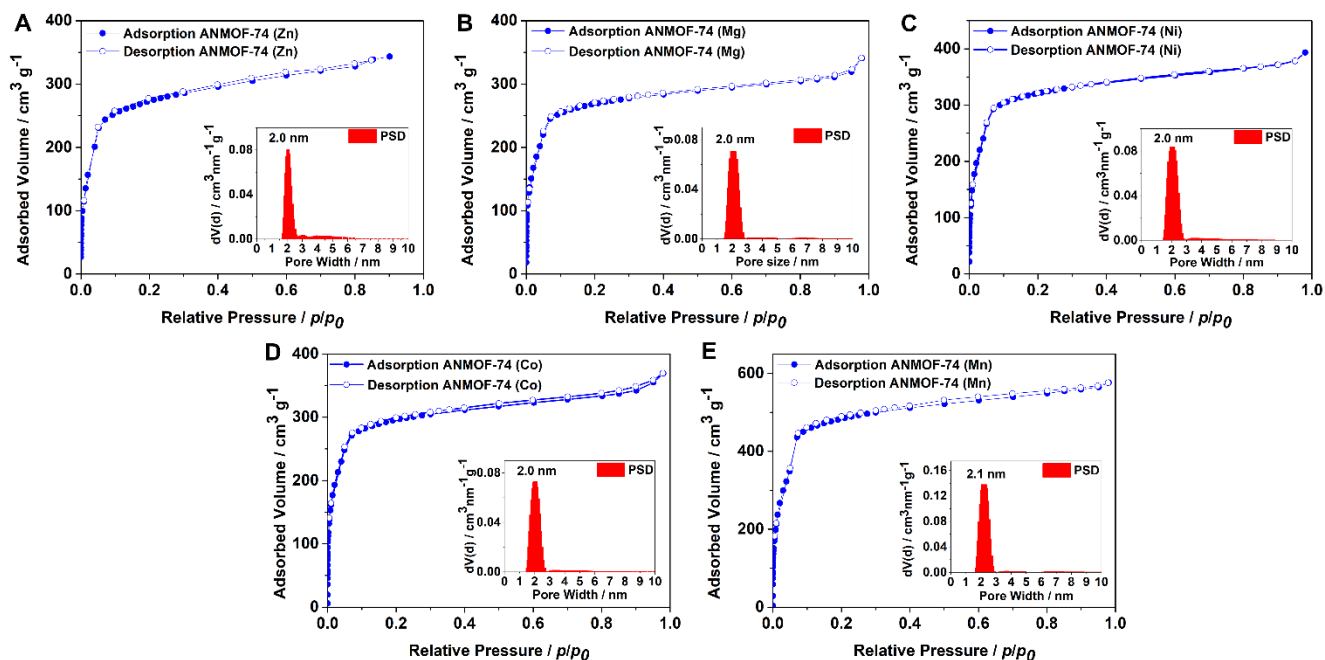 A
Adsorption ANMOF-74 (Zn)
Desorption ANMOF-74 (Zn)
Adsorbed Volume / cm3 g-1
400
300
200
100
0
0.0 0.2 0.4 0.6 0.8 1.0
Relative Pressure / p/p0
PSD
2.0 nm
dV(d) / cm3nm-1g-1
0.08
0.04
0.00
0 1 2 3 4 5 6 7 8 9 10
Pore Width / nm
B
Adsorption ANMOF-74 (Mg)
Desorption ANMOF-74 (Mg)
Adsorbed Volume / cm3 g-1
400
300
200
100
0
0.0 0.2 0.4 0.6 0.8 1.0
Relative Pressure / p/p0
PSD
2.0 nm
dV(d) / cm3nm-1g-1
0.08
0.04
0.00
0 1 2 3 4 5 6 7 8 9 10
Pore size / nm
C
Adsorption ANMOF-74 (Ni)
Desorption ANMOF-74 (Ni)
Adsorbed Volume / cm3 g-1
400
300
200
100
0
0.0 0.2 0.4 0.6 0.8 1.0
Relative Pressure / p/p0
PSD
2.0 nm
dV(d) / cm3nm-1g-1
0.08
0.04
0.00
0 1 2 3 4 5 6 7 8 9 10
Pore Width / nm
D
Adsorption ANMOF-74 (Co)
Desorption ANMOF-74 (Co)
Adsorbed Volume / cm3 g-1
400
300
200
100
0
0.0 0.2 0.4 0.6 0.8 1.0
Relative Pressure / p/p0
PSD
2.0 nm
dV(d) / cm3nm-1g-1
0.08
0.04
0.00
0 1 2 3 4 5 6 7 8 9 10
Pore Width / nm
E
Adsorption ANMOF-74 (Mn)
Desorption ANMOF-74 (Mn)
Adsorbed Volume / cm3 g-1
600
400
200
0
0.0 0.2 0.4 0.6 0.8 1.0
Relative Pressure / p/p0
PSD
2.1 nm
dV(d) / cm3nm-1g-1
0.16
0.12
0.08
0.04
0.00
0 1 2 3 4 5 6 7 8 9 10
Pore Width / nm